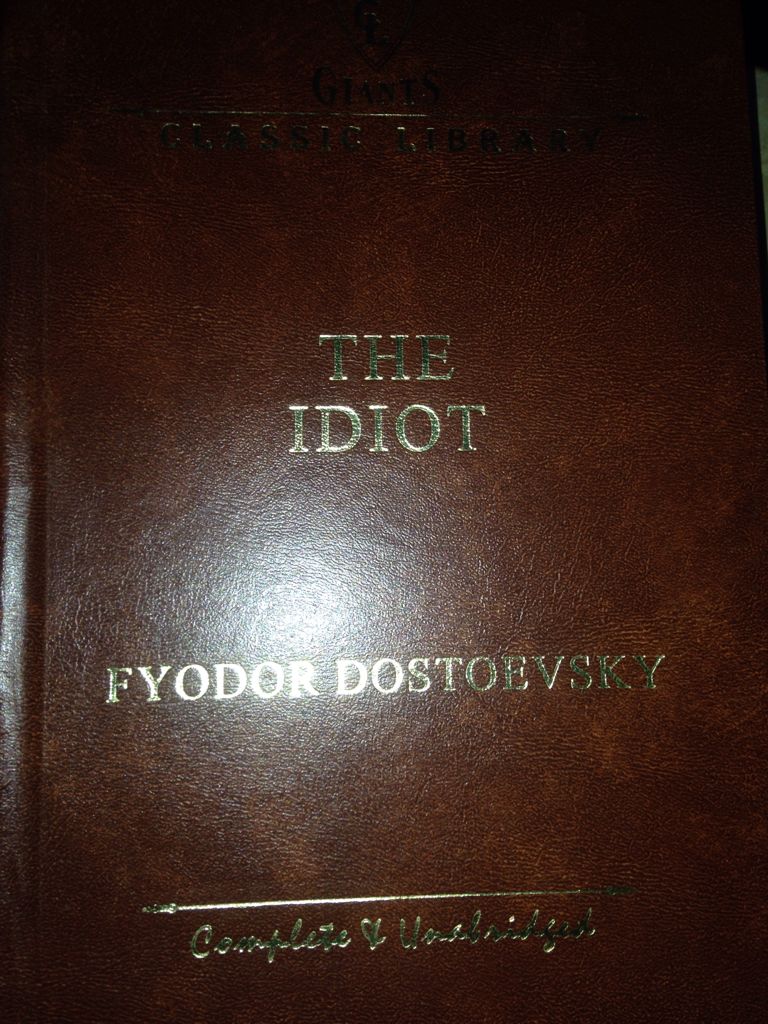 GIANTS
CLASSIC LIBRARY
THE
IDIOT
FYODOR DOSTOEVSKY
Complete & Unabridged